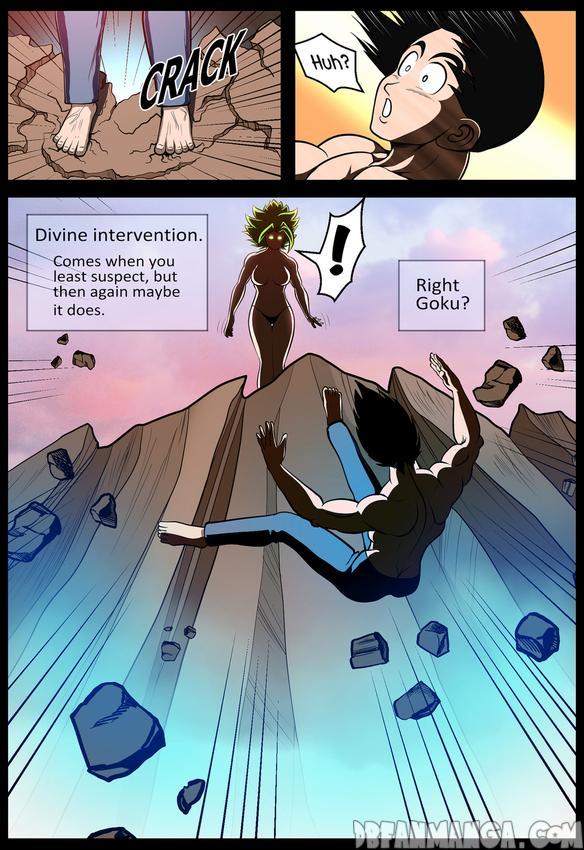 CRACK
Huh?
Divine intervention.
Comes when you
least suspect, but
then again maybe
it does.
!
Right
Goku?
DBFANMANGA.COM